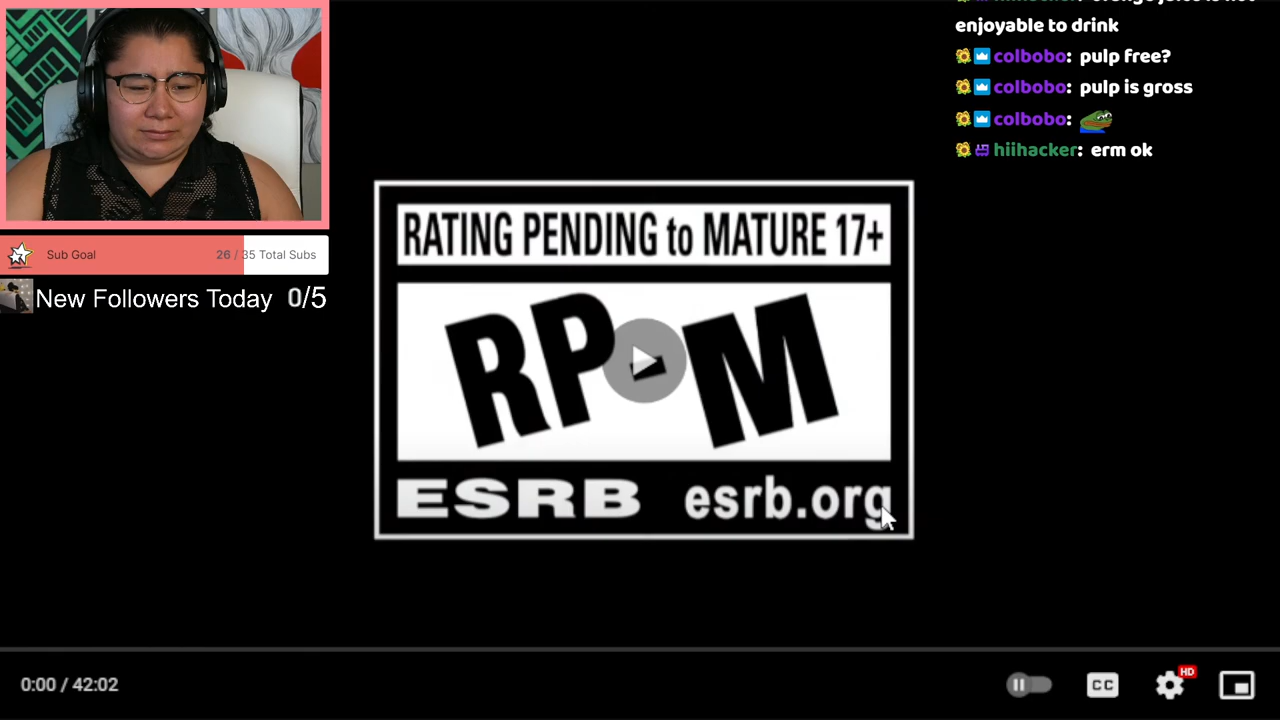 enjoyable to drink
colbobo: pulp free?
colbobo: pulp is gross
colbobo:
hiihacker: erm ok
Sub Goal 26 / 35 Total Subs
New Followers Today 0/5
RATING PENDING to MATURE 17+
RP-M
ESRB esrb.org
0:00 / 42:02
CC
HD